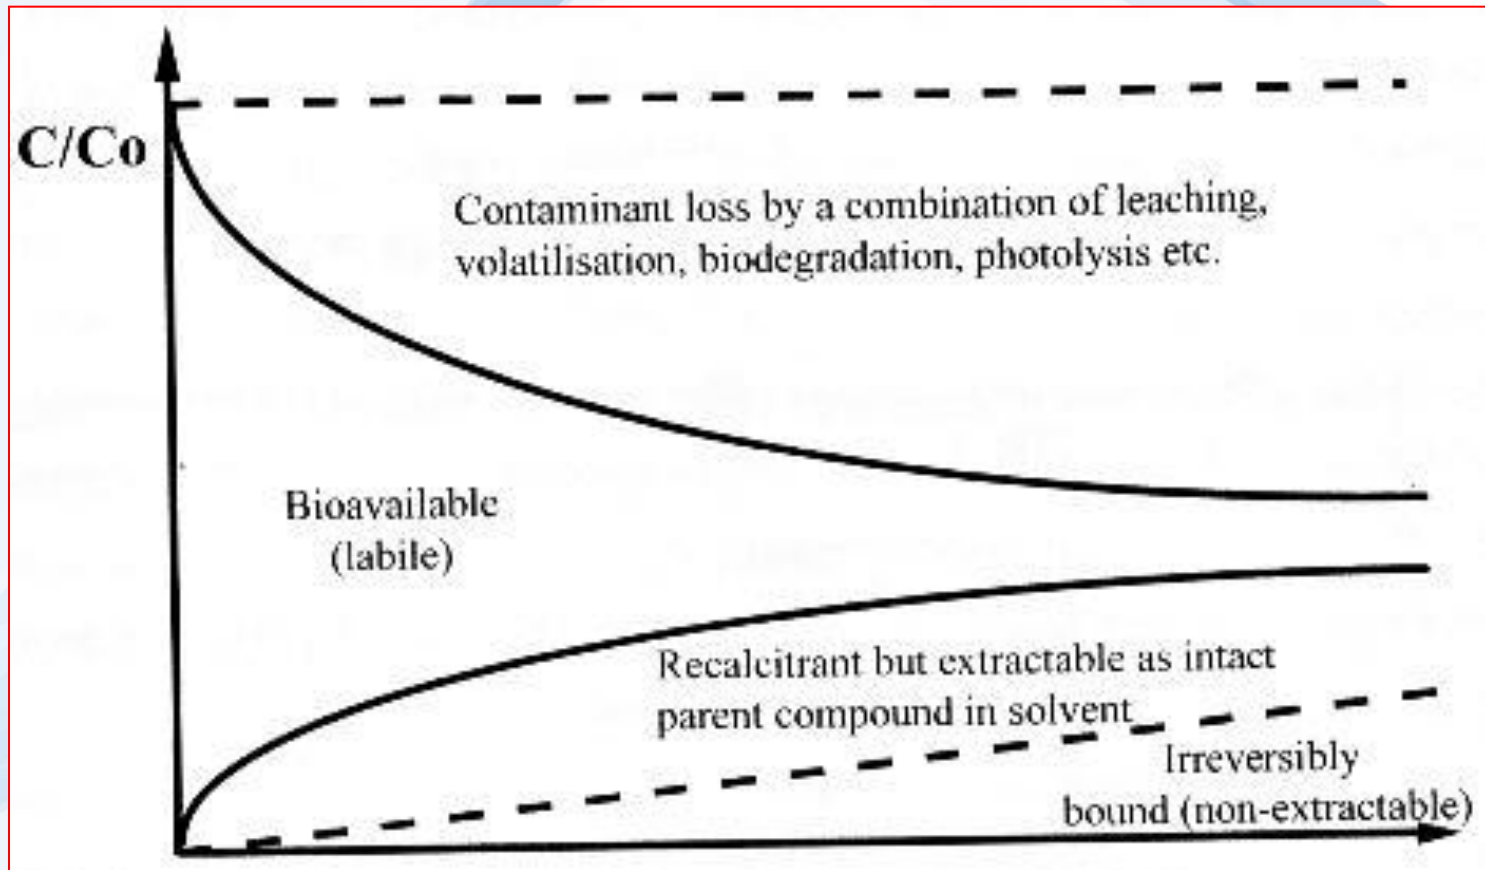 C/Co
Contaminant loss by a combination of leaching,
volatilisation, biodegradation, photolysis etc.
Bioavailable
(labile)
Recalcitrant but extractable as intact
parent compound in solvent
Irreversibly
bound (non-extractable)